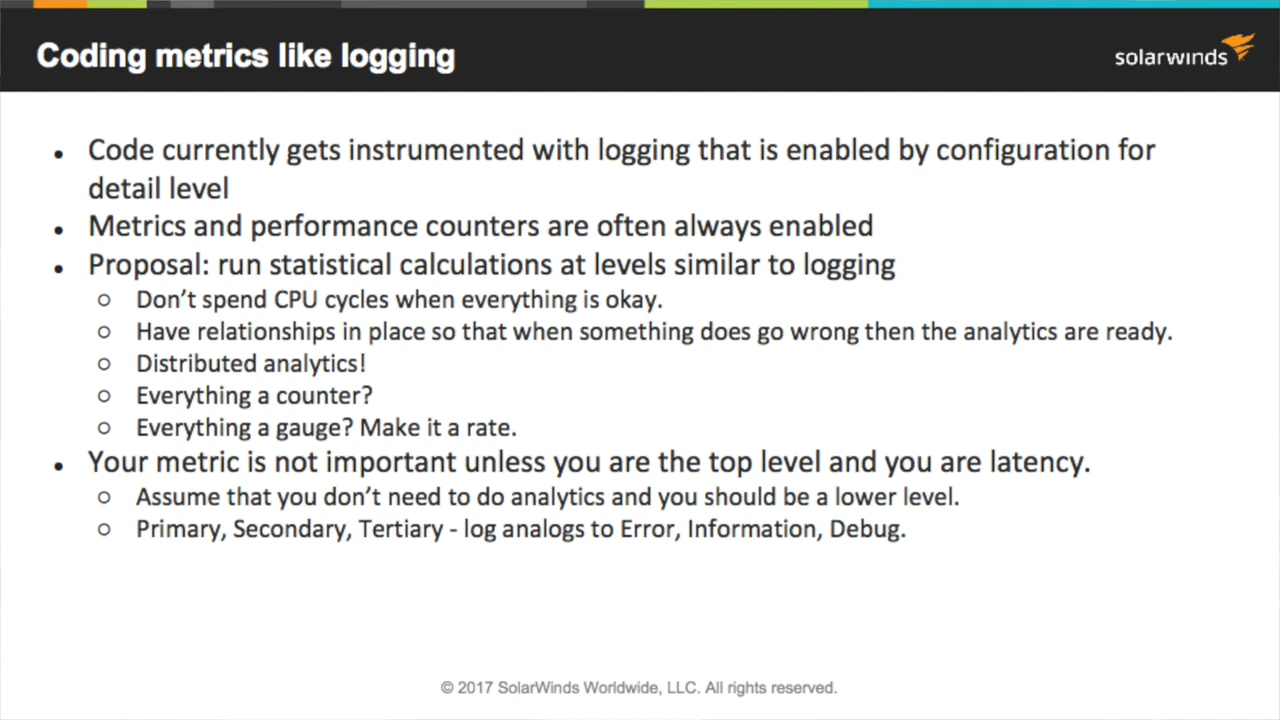 Coding metrics like logging
solarwinds
• Code currently gets instrumented with logging that is enabled by configuration for
detail level
• Metrics and performance counters are often always enabled
• Proposal: run statistical calculations at levels similar to logging
○ Don’t spend CPU cycles when everything is okay.
○ Have relationships in place so that when something does go wrong then the analytics are ready.
○ Distributed analytics!
○ Everything a counter?
○ Everything a gauge? Make it a rate.
• Your metric is not important unless you are the top level and you are latency.
○ Assume that you don’t need to do analytics and you should be a lower level.
○ Primary, Secondary, Tertiary - log analogs to Error, Information, Debug.
© 2017 SolarWinds Worldwide, LLC. All rights reserved.